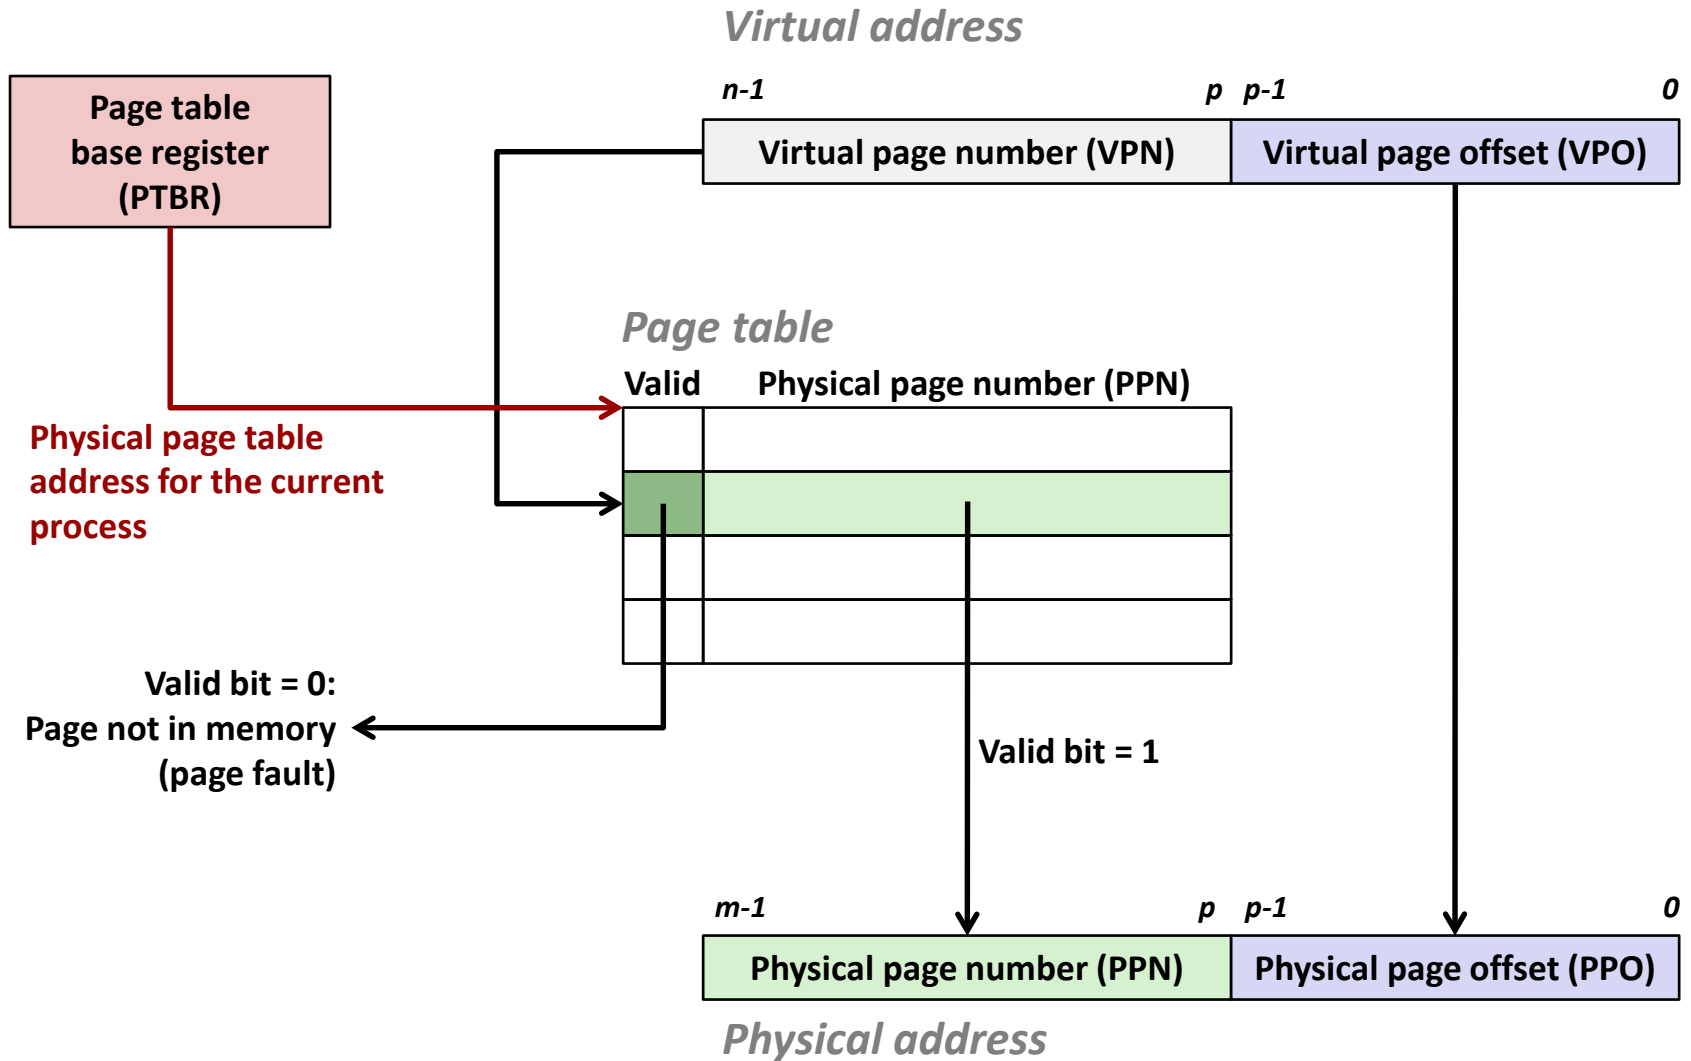 Virtual address
n-1 p p-1 0
Page table
base register
(PTBR)
Virtual page number (VPN) Virtual page offset (VPO)
Page table
Valid Physical page number (PPN)
Physical page table
address for the current
process
Valid bit = 0:
Page not in memory
(page fault)
Valid bit = 1
m-1 p p-1 0
Physical page number (PPN) Physical page offset (PPO)
Physical address